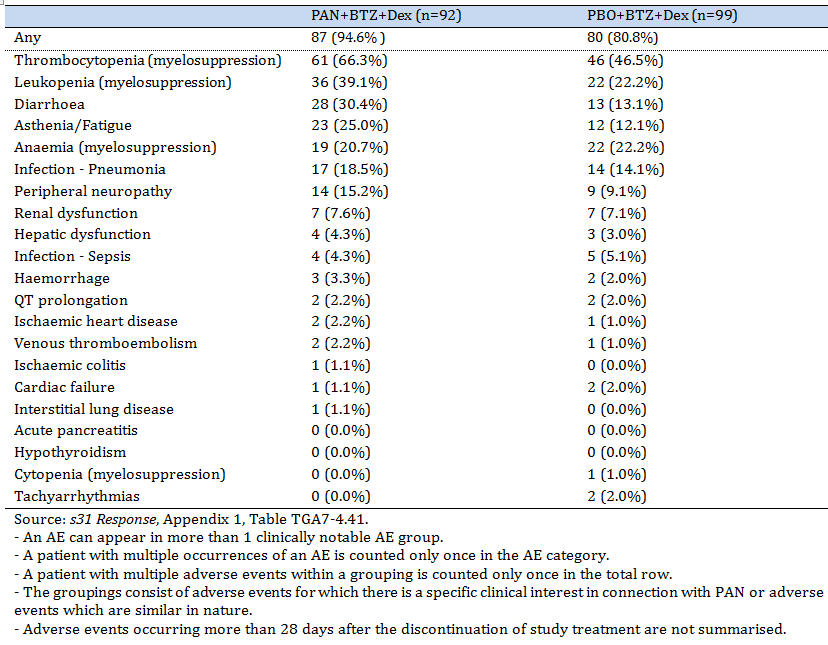 PAN+BTZ+Dex (n=92) PBO+BTZ+Dex (n=99)
Any 87 (94.6% ) 80 (80.8%)
Thrombocytopenia (myelosuppression) 61 (66.3%) 46 (46.5%)
Leukopenia (myelosuppression) 36 (39.1%) 22 (22.2%)
Diarrhoea 28 (30.4%) 13 (13.1%)
Asthenia/Fatigue 23 (25.0%) 12 (12.1%)
Anaemia (myelosuppression) 19 (20.7%) 22 (22.2%)
Infection - Pneumonia 17 (18.5%) 14 (14.1%)
Peripheral neuropathy 14 (15.2%) 9 (9.1%)
Renal dysfunction 7 (7.6%) 7 (7.1%)
Hepatic dysfunction 4 (4.3%) 3 (3.0%)
Infection - Sepsis 4 (4.3%) 5 (5.1%)
Haemorrhage 3 (3.3%) 2 (2.0%)
QT prolongation 2 (2.2%) 2 (2.0%)
Ischaemic heart disease 2 (2.2%) 1 (1.0%)
Venous thromboembolism 2 (2.2%) 1 (1.0%)
Ischaemic colitis 1 (1.1%) 0 (0.0%)
Cardiac failure 1 (1.1%) 2 (2.0%)
Interstitial lung disease 1 (1.1%) 0 (0.0%)
Acute pancreatitis 0 (0.0%) 0 (0.0%)
Hypothyroidism 0 (0.0%) 0 (0.0%)
Cytopenia (myelosuppression) 0 (0.0%) 1 (1.0%)
Tachyarrhythmias 0 (0.0%) 2 (2.0%)
Source: s31 Response, Appendix 1, Table TGA7-4.41.
- An AE can appear in more than 1 clinically notable AE group.
- A patient with multiple occurrences of an AE is counted only once in the AE category.
- A patient with multiple adverse events within a grouping is counted only once in the total row.
- The groupings consist of adverse events for which there is a specific clinical interest in connection with PAN or adverse
events which are similar in nature.
- Adverse events occurring more than 28 days after the discontinuation of study treatment are not summarised.